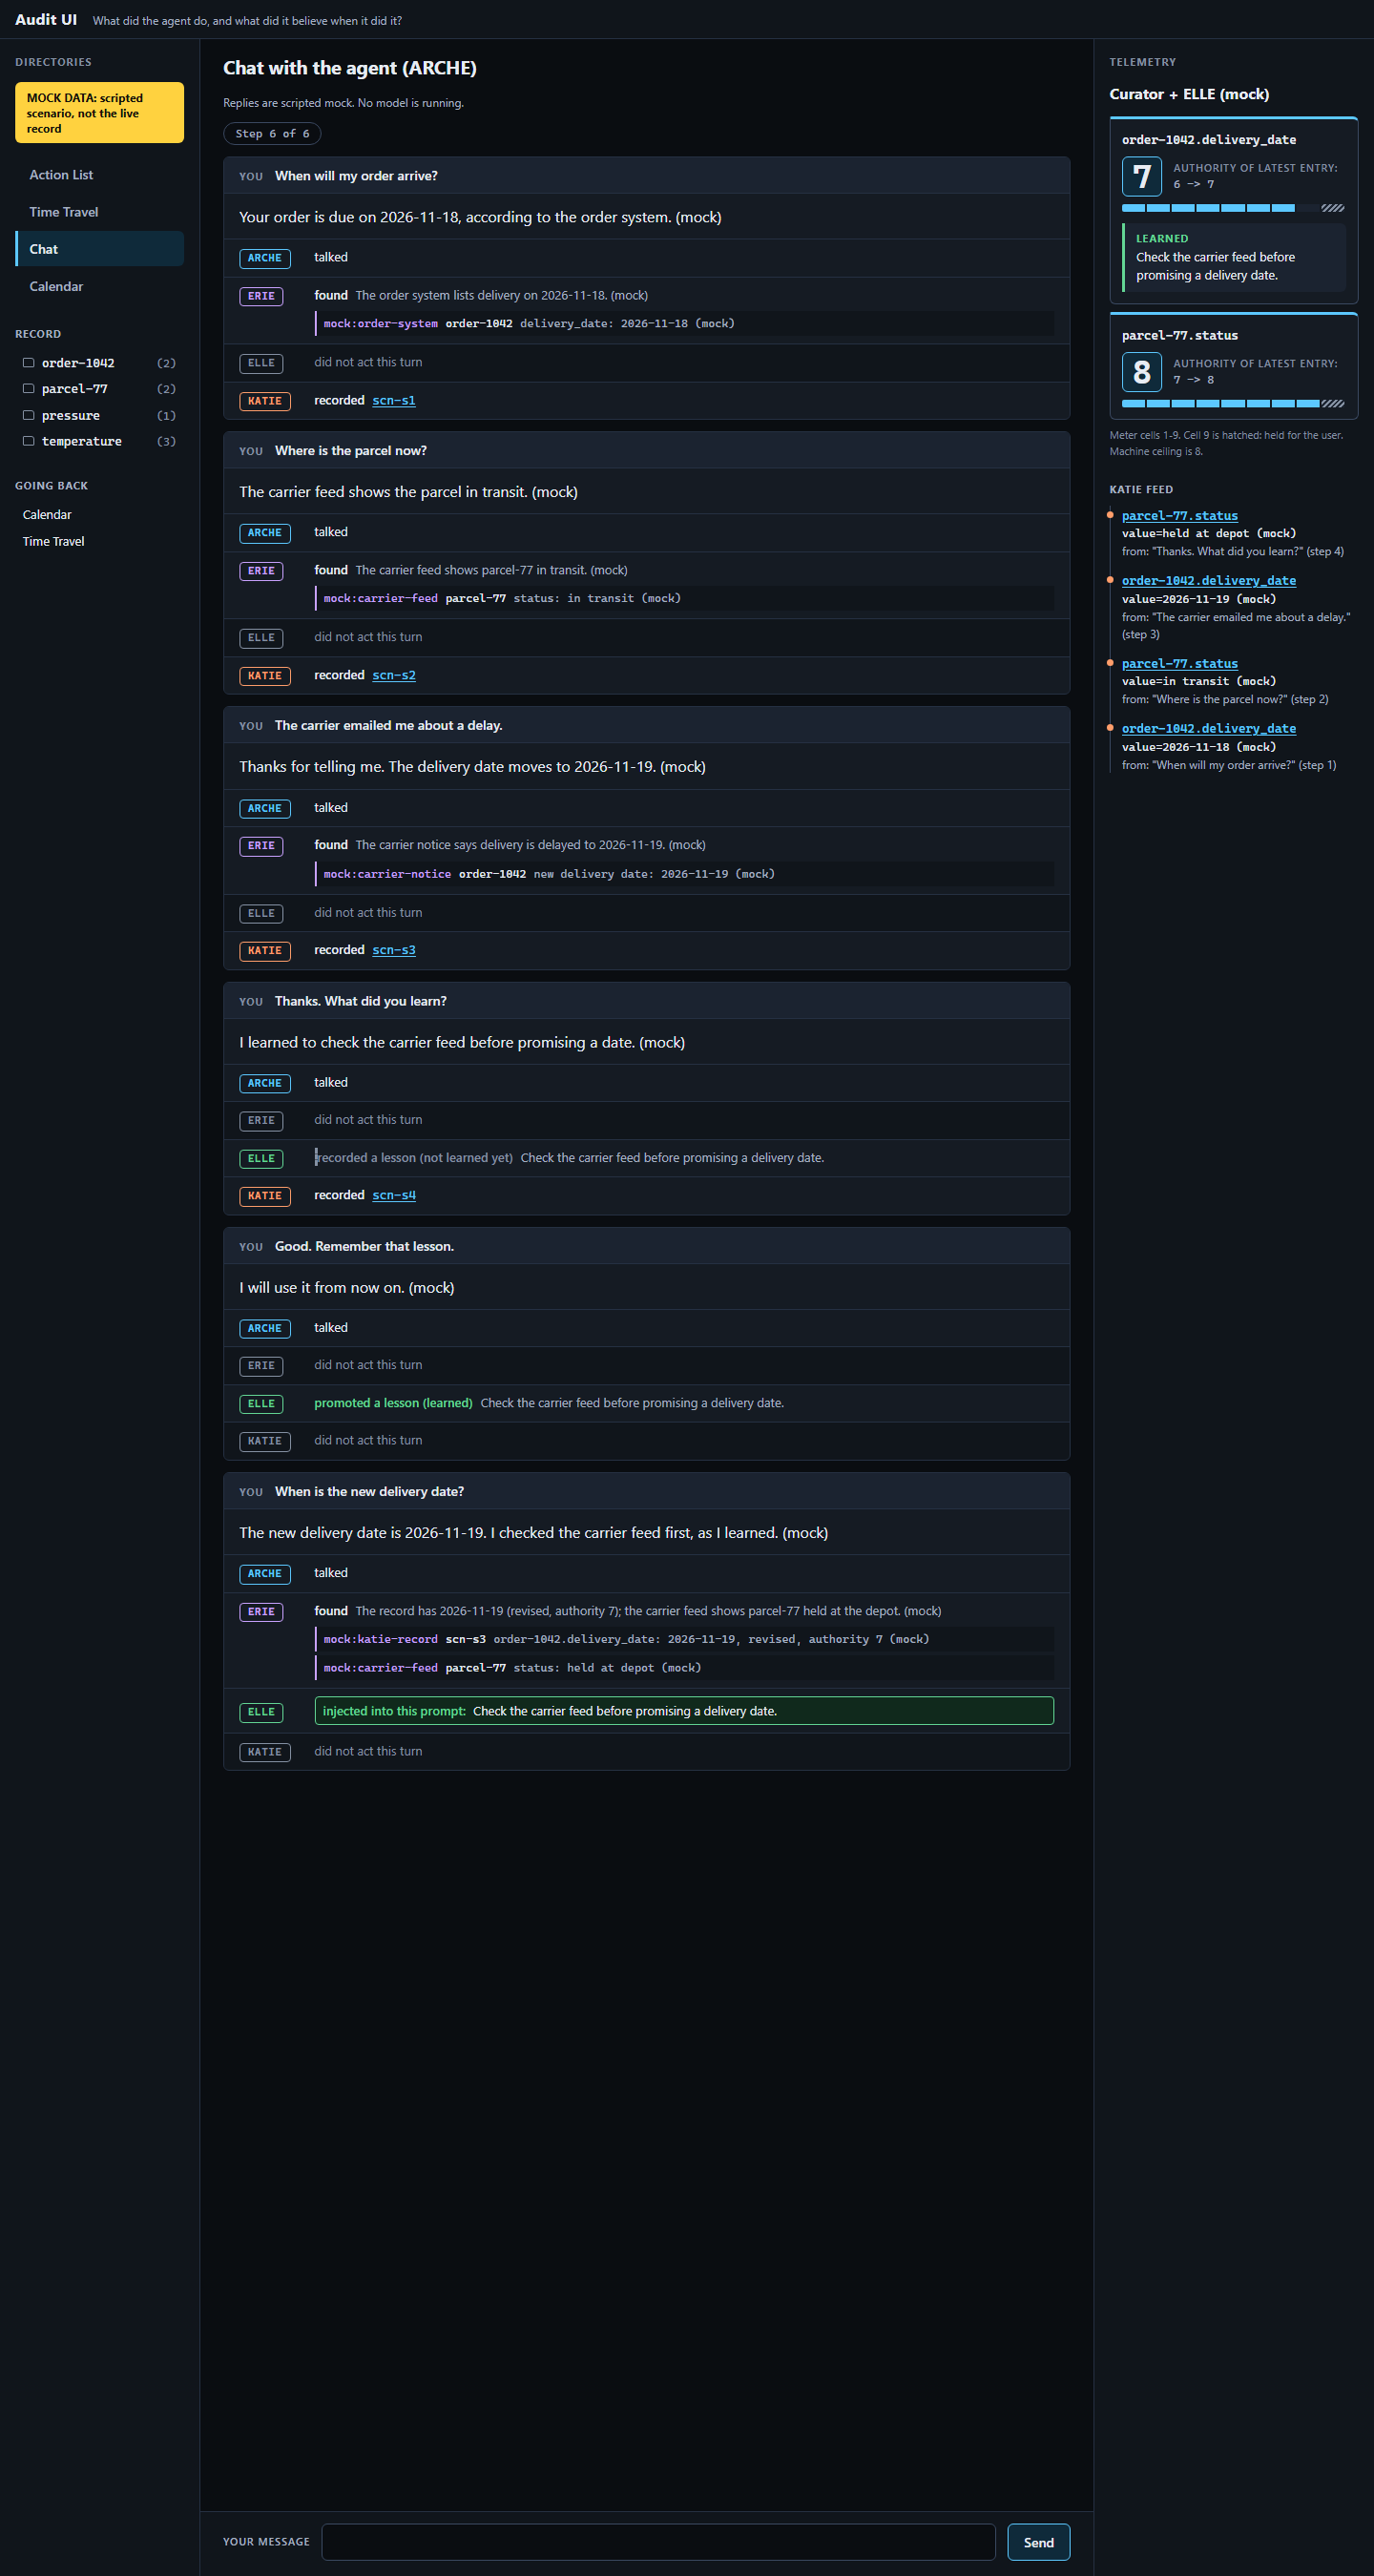 Audit UI What did the agent do, and what did it believe when it did it?
DIRECTORIES
MOCK DATA: scripted
scenario, not the live
record
Action List
Time Travel
Chat
Calendar
RECORD
order-1042 (2)
parcel-77 (2)
pressure (1)
temperature (3)
GOING BACK
Calendar
Time Travel
Chat with the agent (ARCHE)
Replies are scripted mock. No model is running.
Step 6 of 6
YOU When will my order arrive?
Your order is due on 2026-11-18, according to the order system. (mock)
ARCHE talked
ERIE found The order system lists delivery on 2026-11-18. (mock)
mock:order-system order-1042 delivery_date: 2026-11-18 (mock)
ELLE did not act this turn
KATIE recorded scn-s1
YOU Where is the parcel now?
The carrier feed shows the parcel in transit. (mock)
ARCHE talked
ERIE found The carrier feed shows parcel-77 in transit. (mock)
mock:carrier-feed parcel-77 status: in transit (mock)
ELLE did not act this turn
KATIE recorded scn-s2
YOU The carrier emailed me about a delay.
Thanks for telling me. The delivery date moves to 2026-11-19. (mock)
ARCHE talked
ERIE found The carrier notice says delivery is delayed to 2026-11-19. (mock)
mock:carrier-notice order-1042 new delivery date: 2026-11-19 (mock)
ELLE did not act this turn
KATIE recorded scn-s3
YOU Thanks. What did you learn?
I learned to check the carrier feed before promising a date. (mock)
ARCHE talked
ERIE did not act this turn
ELLE recorded a lesson (not learned yet) Check the carrier feed before promising a delivery date.
KATIE recorded scn-s4
YOU Good. Remember that lesson.
I will use it from now on. (mock)
ARCHE talked
ERIE did not act this turn
ELLE promoted a lesson (learned) Check the carrier feed before promising a delivery date.
KATIE did not act this turn
YOU When is the new delivery date?
The new delivery date is 2026-11-19. I checked the carrier feed first, as I learned. (mock)
ARCHE talked
ERIE found The record has 2026-11-19 (revised, authority 7); the carrier feed shows parcel-77 held at the depot. (mock)
mock:katie-record scn-s3 order-1042.delivery_date: 2026-11-19, revised, authority 7 (mock)
mock:carrier-feed parcel-77 status: held at depot (mock)
ELLE injected into this prompt: Check the carrier feed before promising a delivery date.
KATIE did not act this turn
YOUR MESSAGE Send
TELEMETRY
Curator + ELLE (mock)
order-1042.delivery_date
7 AUTHORITY OF LATEST ENTRY:
6 -> 7
LEARNED
Check the carrier feed before
promising a delivery date.
parcel-77.status
8 AUTHORITY OF LATEST ENTRY:
7 -> 8
Meter cells 1-9. Cell 9 is hatched: held for the user.
Machine ceiling is 8.
KATIE FEED
parcel-77.status
value=held at depot (mock)
from: "Thanks. What did you learn?" (step 4)
order-1042.delivery_date
value=2026-11-19 (mock)
from: "The carrier emailed me about a delay."
(step 3)
parcel-77.status
value=in transit (mock)
from: "Where is the parcel now?" (step 2)
order-1042.delivery_date
value=2026-11-18 (mock)
from: "When will my order arrive?" (step 1)